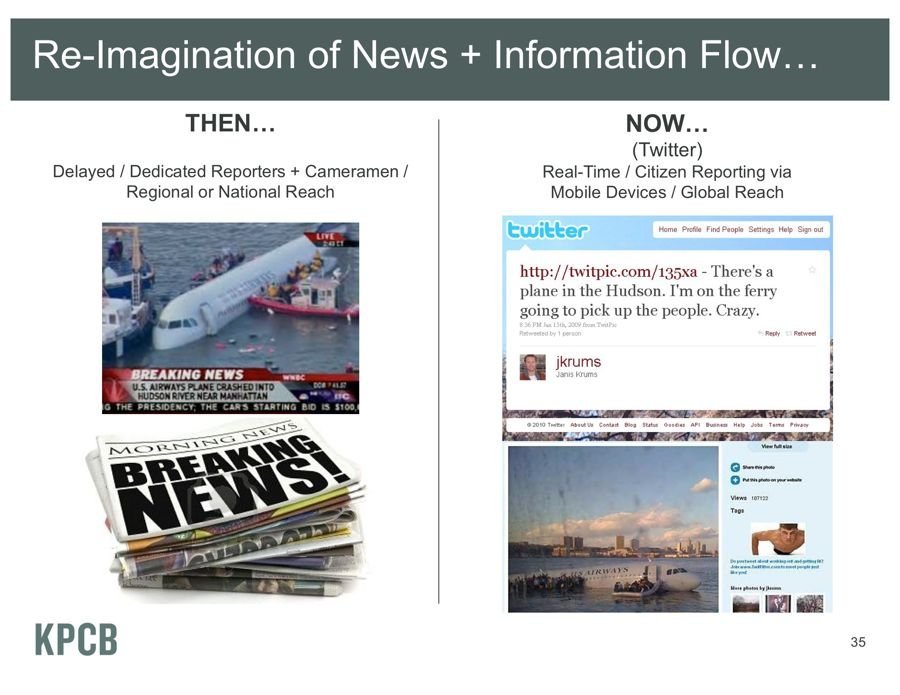 Re-Imagination of News + Information Flow…
THEN…
Delayed / Dedicated Reporters + Cameramen /
Regional or National Reach
LIVE
2:43 CT
BREAKING NEWS
WNBC
U.S. AIRWAYS PLANE CRASHED INTO
HUDSON RIVER NEAR MANHATTAN
G THE PRESIDENCY; THE CAR'S STARTING BID IS $100,
MORNING NEWS
BREAKING
NEWS!
NOW…
(Twitter)
Real-Time / Citizen Reporting via
Mobile Devices / Global Reach
twitter
Home Profile Find People Settings Help Sign out
http://twitpic.com/135xa - There's a
plane in the Hudson. I'm on the ferry
going to pick up the people. Crazy.
8:36 PM Jan 15th, 2009 from TwitPic
Retweeted by 1 person
Reply Retweet
jkrums
Janis Krums
© 2010 Twitter About Us Contact Blog Status Goodies API Business Help Jobs Terms Privacy
View full size
Share this photo
Put this photo on your website
Views 187122
Tags
US AIRWAYS
More photos by jkrums
KPCB
35